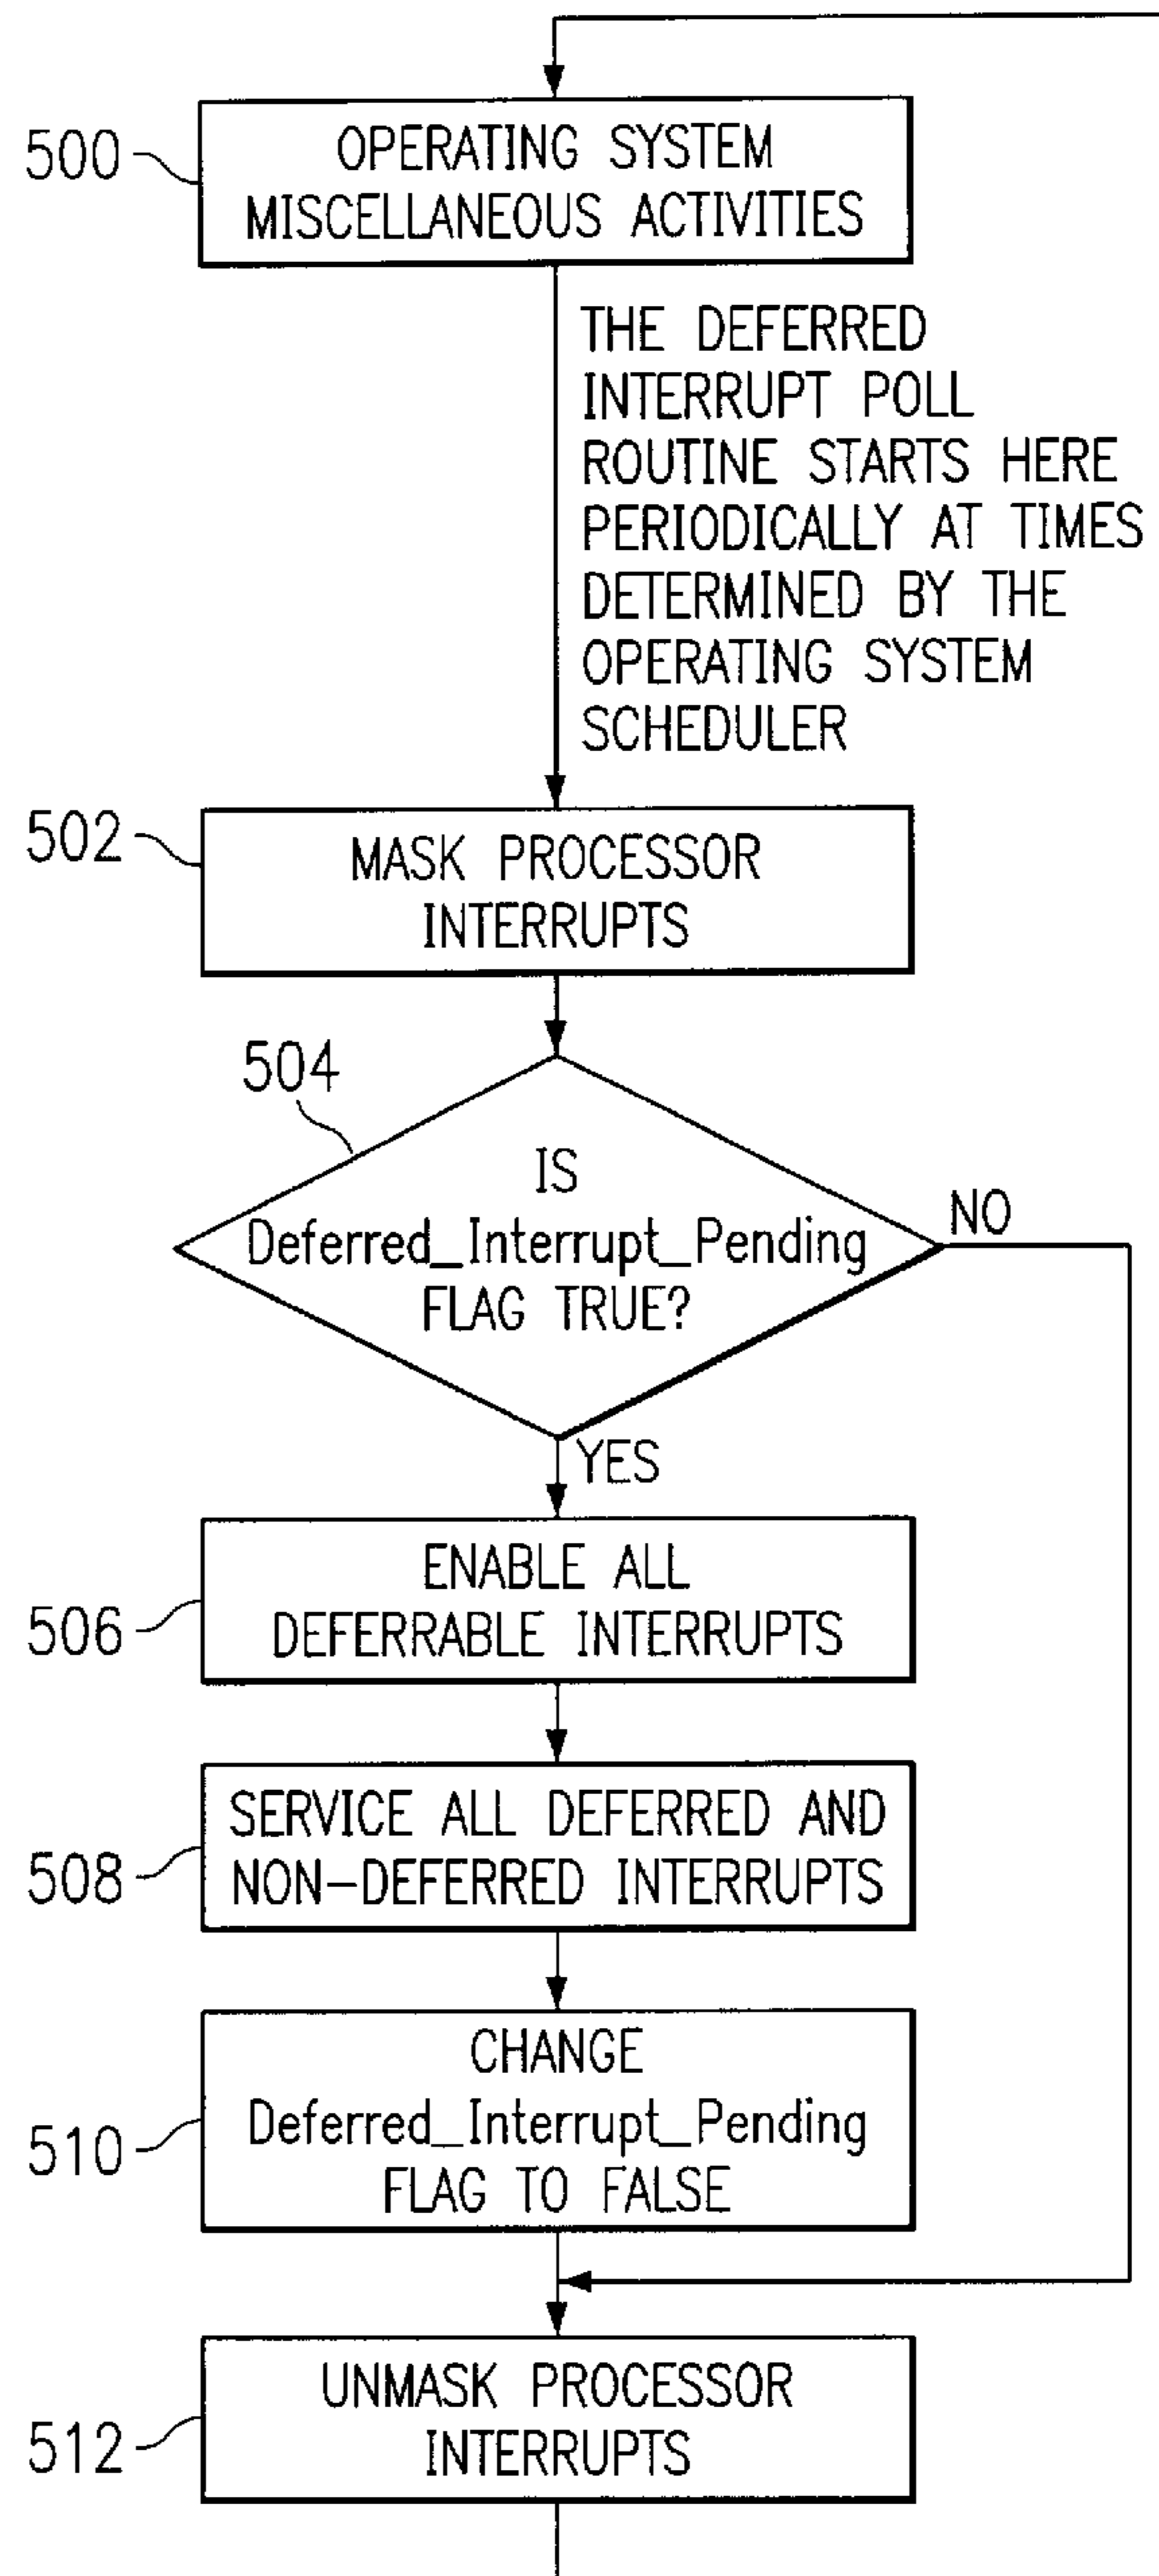 500
OPERATING SYSTEM
MISCELLANEOUS ACTIVITIES
THE DEFERRED
INTERRUPT POLL
ROUTINE STARTS HERE
PERIODICALLY AT TIMES
DETERMINED BY THE
OPERATING SYSTEM
SCHEDULER
502
MASK PROCESSOR
INTERRUPTS
504
IS
Deferred_Interrupt_Pending
FLAG TRUE?
NO
YES
506
ENABLE ALL
DEFERRABLE INTERRUPTS
508
SERVICE ALL DEFERRED AND
NON-DEFERRED INTERRUPTS
510
CHANGE
Deferred_Interrupt_Pending
FLAG TO FALSE
512
UNMASK PROCESSOR
INTERRUPTS